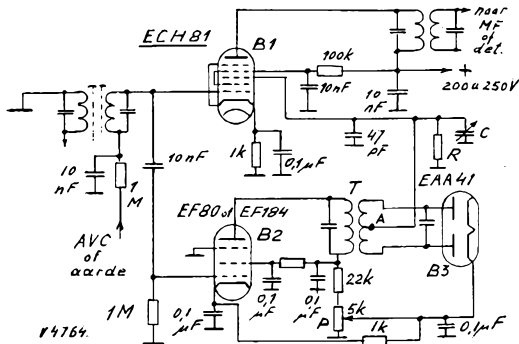 ECH81
B1
naar
MF
of
det.
100k
10nF
10
nF
+
200 à 250V
1k
0,1µF
47
pF
R
C
10
nF
1
M
10nF
AVC
of
aarde
EF80 of EF184
B2
T
A
EAA41
B3
0,1
µF
0,1
µF
22k
P
5k
1k
0,1
µF
0,1µF
1M
V4764.